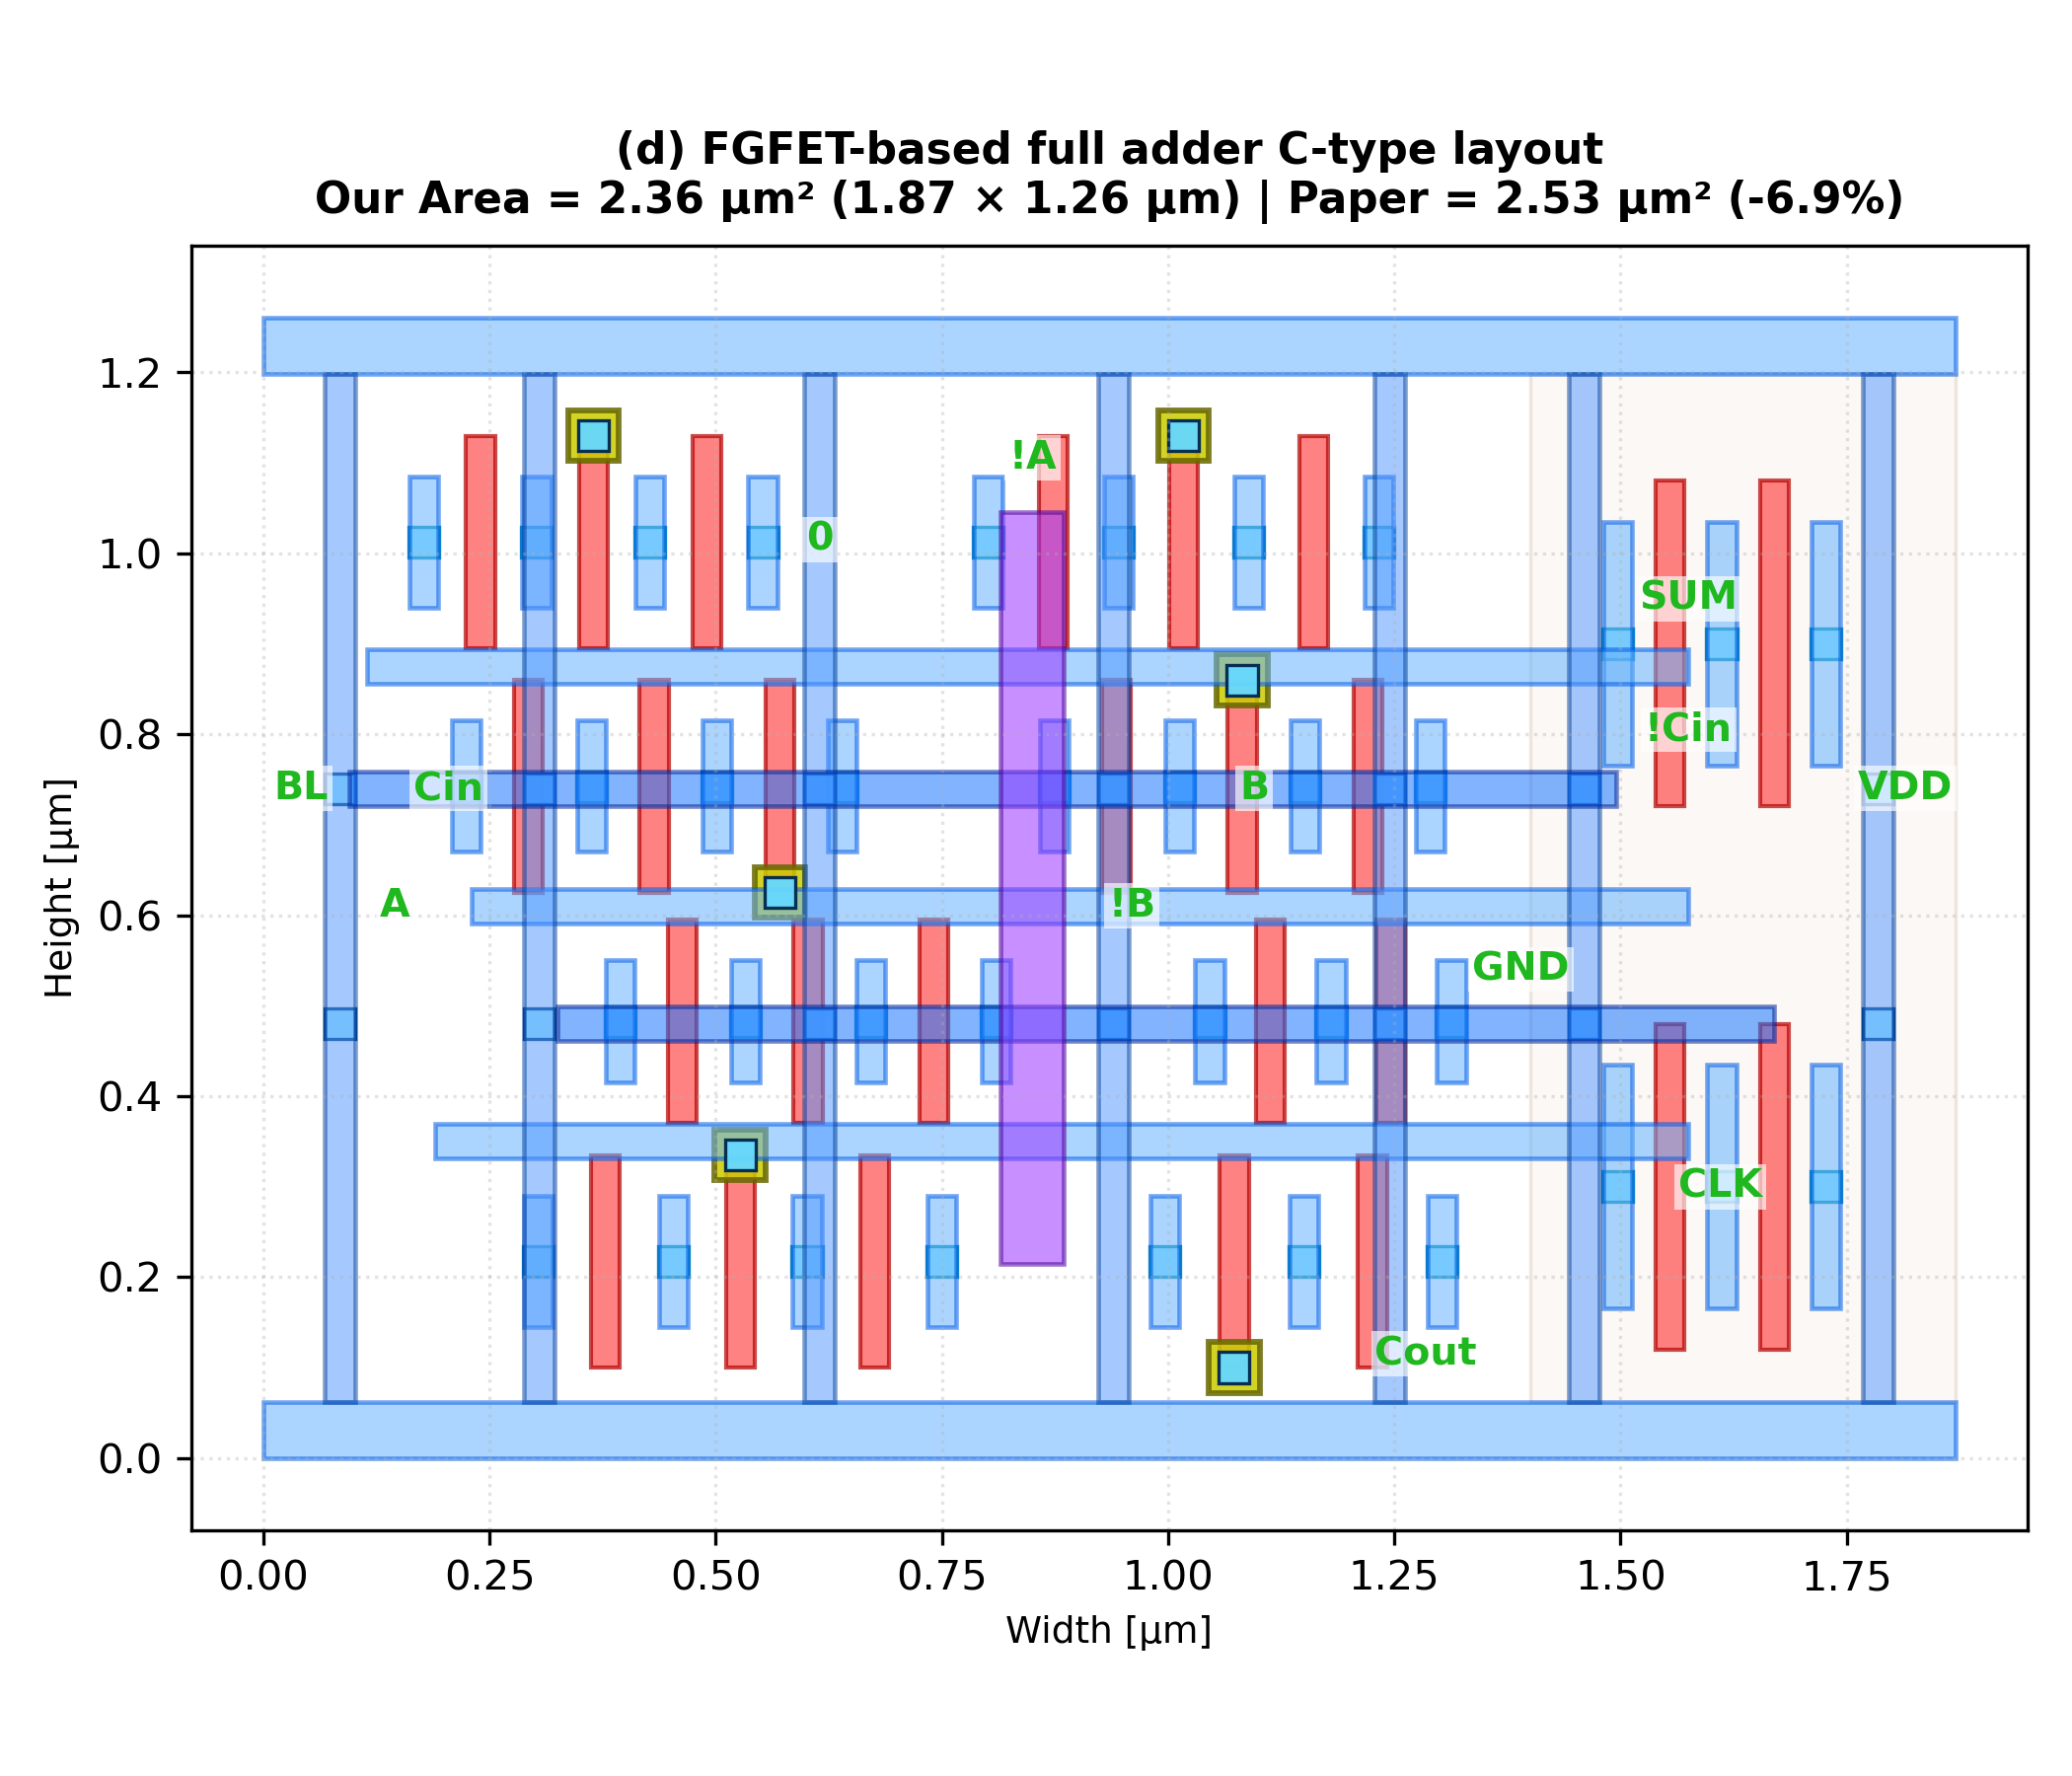 (d) FGFET-based full adder C-type layout
Our Area = 2.36 μm² (1.87 × 1.26 μm) | Paper = 2.53 μm² (-6.9%)
1.2
!A
1.0
0
SUM
0.8
!Cin
BL
Cin
B
VDD
Height [μm]
0.6
A
!B
GND
0.4
CLK
0.2
Cout
0.0
0.00 0.25 0.50 0.75 1.00 1.25 1.50 1.75
Width [μm]